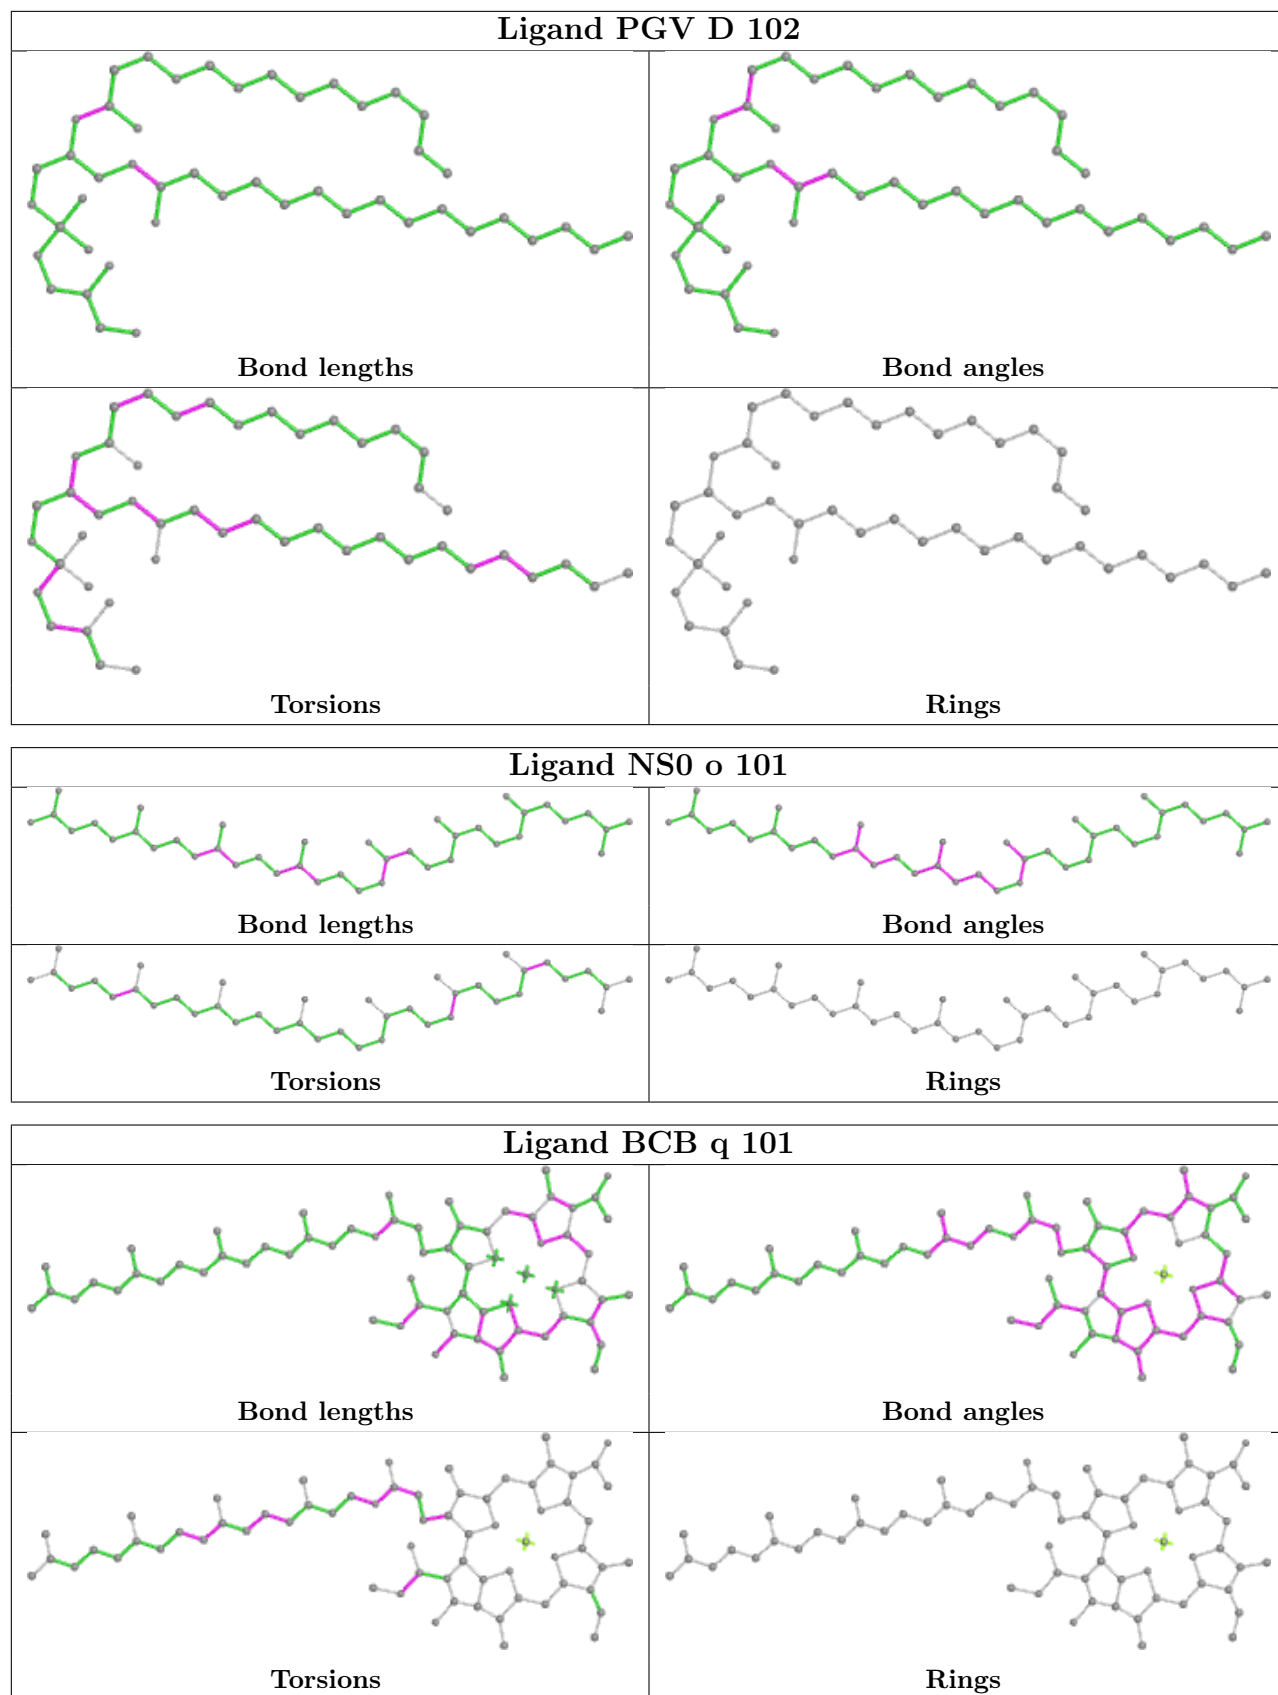 Ligand PGV D 102
Bond lengths
Bond angles
Torsions
Rings
Ligand NS0 o 101
Bond lengths
Bond angles
Torsions
Rings
Ligand BCB q 101
Bond lengths
Bond angles
Torsions
Rings